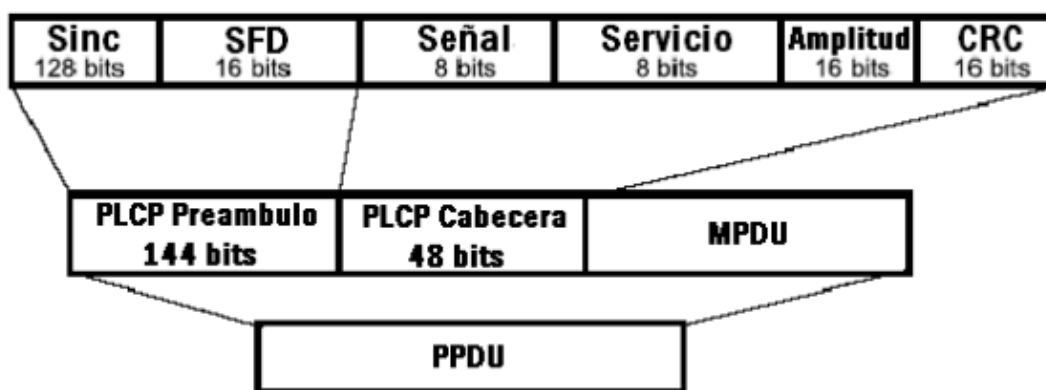 Sinc SFD Señal Servicio Amplitud CRC
128 bits 16 bits 8 bits 8 bits 16 bits 16 bits
PLCP Preambulo PLCP Cabecera MPDU
144 bits 48 bits
PPDU